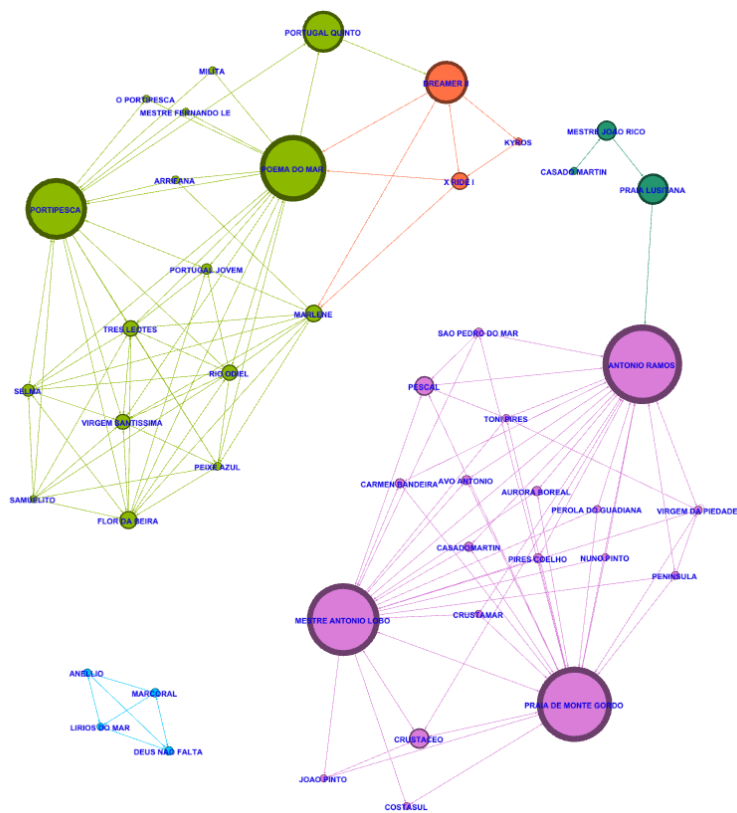 PORTUGAL QUINTO
MILITA
DREAMER II
O PORTIPESCA
MESTRE FERNANDO LE
MESTRE JOAO RICO
KYROS
POEMA DO MAR
CASADO MARTIN
ARRIFANA
X RIDE I
PRAIA LUSITANA
PORTIPESCA
PORTUGAL JOVEM
MARLENE
TRES LEOTES
SAO PEDRO DO MAR
ANTONIO RAMOS
RIO ODIEL
SELMA
PESCAL
VIRGEM SANTISSIMA
TONI PIRES
PEIXE AZUL
CARMEN BANDEIRA
AVO ANTONIO
AURORA BOREAL
SAMUELITO
PEROLA DO GUADIANA
VIRGEM DA PIEDADE
FLOR DA BEIRA
CASADOMARTIN
PIRES COELHO
NUNO PINTO
PENINSULA
CRUSTAMAR
MESTRE ANTONIO LOBO
ANELLIO
MARCORAL
PRAIA DE MONTE GORDO
LIRIOS DO MAR
CRUSTALEO
DEUS NAO FALTA
JOAO PINTO
COSTASUL